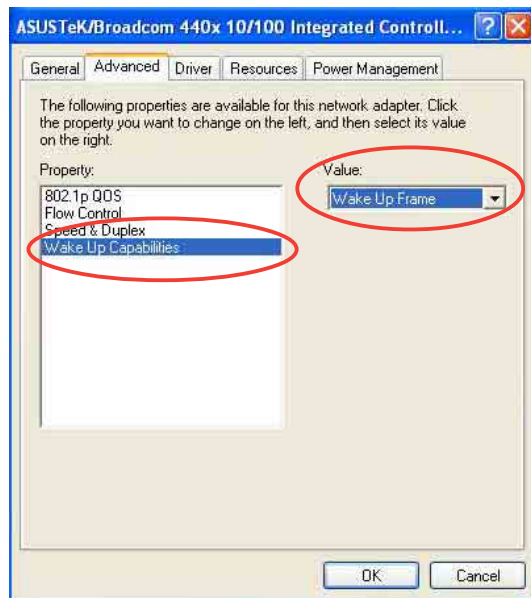 ASUSTeK/Broadcom 440x 10/100 Integrated Controll...
General Advanced Driver Resources Power Management
The following properties are available for this network adapter. Click
the property you want to change on the left, and then select its value
on the right.
Property:
Value:
802.1p QOS
Flow Control
Speed & Duplex
Wake Up Capabilities
Wake Up Frame
OK Cancel